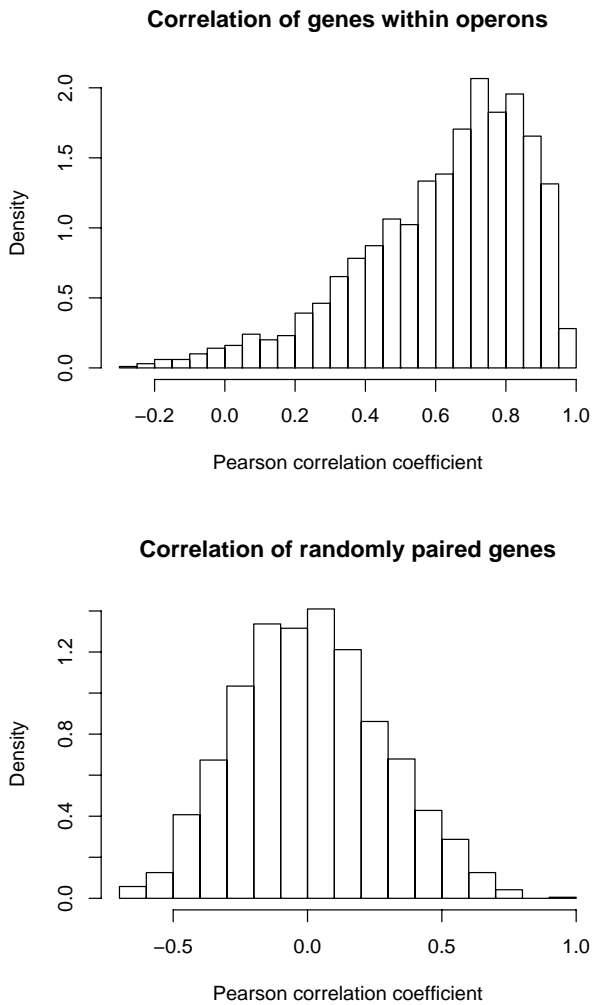 Correlation of genes within operons
Density
2.0
1.5
1.0
0.5
0.0
−0.2 0.0 0.2 0.4 0.6 0.8 1.0
Pearson correlation coefficient
Correlation of randomly paired genes
Density
1.2
0.8
0.4
0.0
−0.5 0.0 0.5 1.0
Pearson correlation coefficient